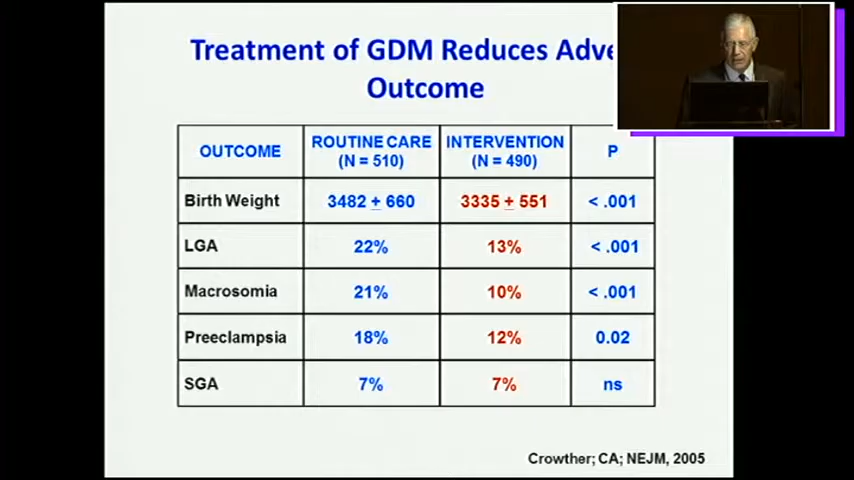 Treatment of GDM Reduces
Outcome
OUTCOME ROUTINE CARE (N = 510) INTERVENTION (N = 490) P
Birth Weight 3482 ± 660 3335 ± 551 < .001
LGA 22% 13% < .001
Macrosomia 21% 10% < .001
Preeclampsia 18% 12% 0.02
SGA 7% 7% ns
Crowther; CA; NEJM, 2005